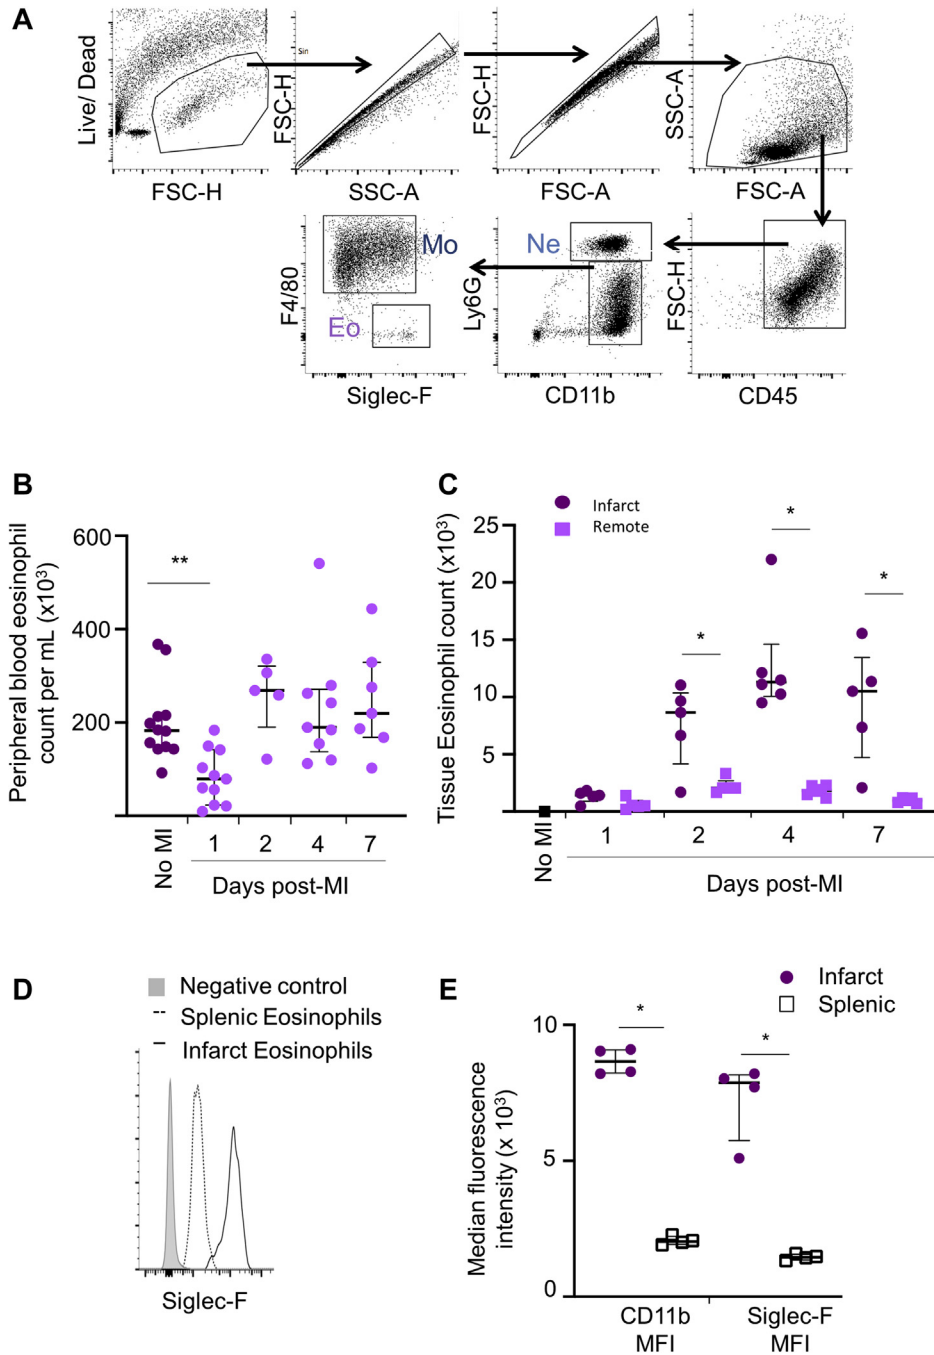 A
Live/ Dead
FSC-H
FSC-H
SSC-A
Sin
FSC-H
FSC-A
SSC-A
FSC-A
F4/80
Mo
Eo
Siglec-F
Ly6G
Ne
CD11b
FSC-H
CD45
B
Peripheral blood eosinophil
count per mL (x10³)
600
400
200
**
No MI
1 2 4 7
Days post-MI
C
Infarct
Remote
Tissue Eosinophil count (x10³)
25
20
15
10
5
*
*
*
No MI
1 2 4 7
Days post-MI
D
Negative control
Splenic Eosinophils
Infarct Eosinophils
Siglec-F
E
Infarct
Splenic
Median fluorescence
intensity (x 10³)
10
5
0
*
*
CD11b
MFI
Siglec-F
MFI